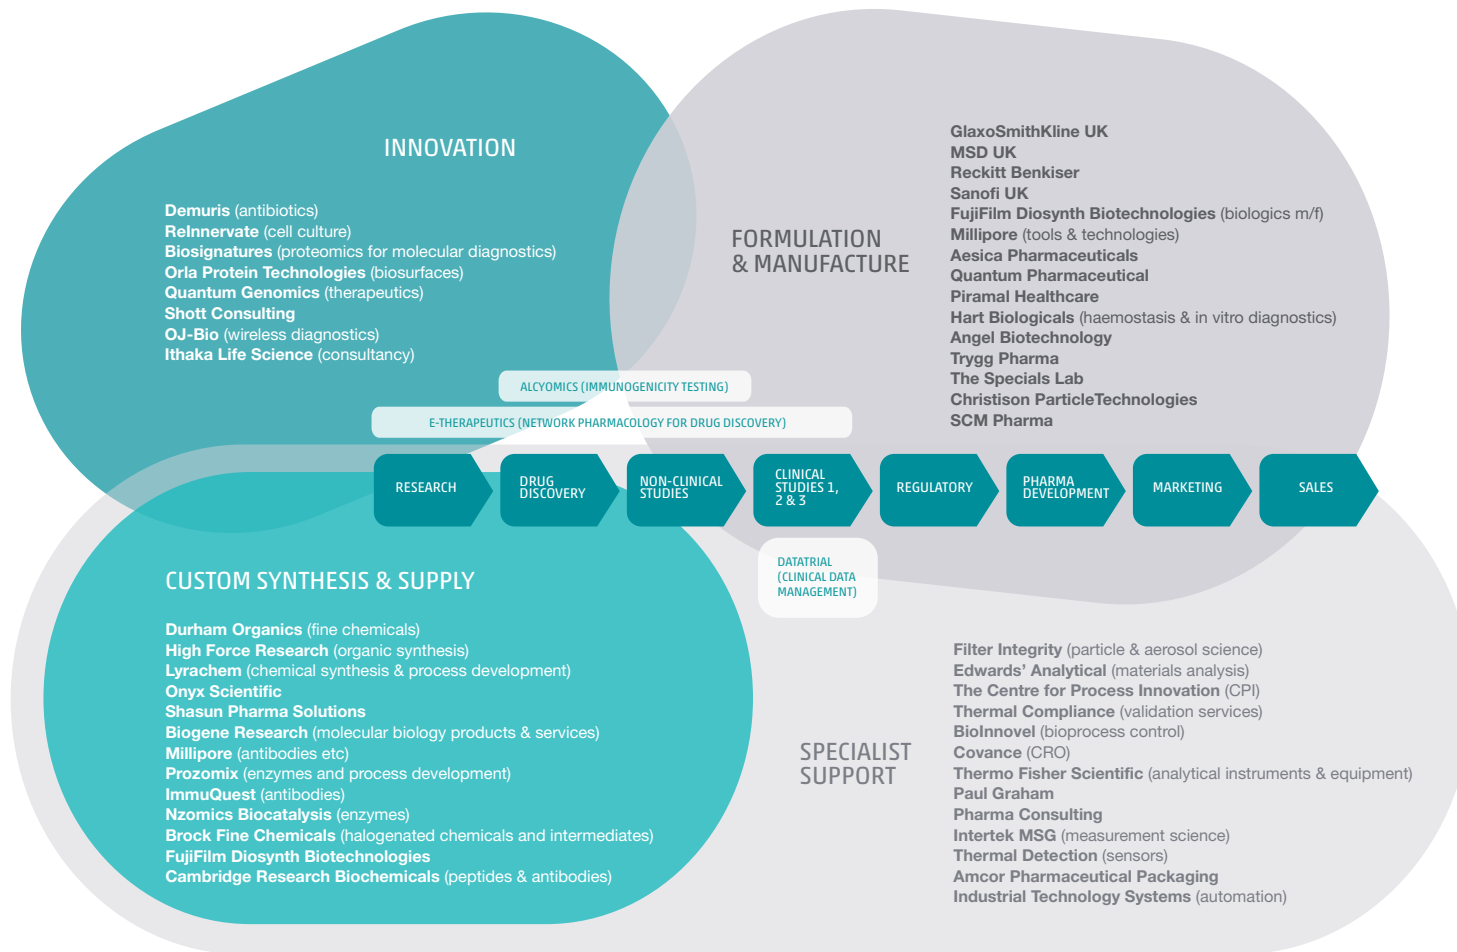 INNOVATION
Demuris (antibiotics)
ReInnervate (cell culture)
Biosignatures (proteomics for molecular diagnostics)
Orla Protein Technologies (biosurfaces)
Quantum Genomics (therapeutics)
Shott Consulting
OJ-Bio (wireless diagnostics)
Ithaka Life Science (consultancy)
FORMULATION
& MANUFACTURE
GlaxoSmithKline UK
MSD UK
Reckitt Benkiser
Sanofi UK
FujiFilm Diosynth Biotechnologies (biologics m/f)
Millipore (tools & technologies)
Aesica Pharmaceuticals
Quantum Pharmaceutical
Piramal Healthcare
Hart Biologicals (haemostasis & in vitro diagnostics)
Angel Biotechnology
Trygg Pharma
The Specials Lab
Christison ParticleTechnologies
SCM Pharma
ALCYOMICS (IMMUNOGENICITY TESTING)
E-THERAPEUTICS (NETWORK PHARMACOLOGY FOR DRUG DISCOVERY)
RESEARCH
DRUG
DISCOVERY
NON-CLINICAL
STUDIES
CLINICAL
STUDIES 1,
2 & 3
REGULATORY
PHARMA
DEVELOPMENT
MARKETING
SALES
DATATRIAL
(CLINICAL DATA
MANAGEMENT)
CUSTOM SYNTHESIS & SUPPLY
Durham Organics (fine chemicals)
High Force Research (organic synthesis)
Lyrachem (chemical synthesis & process development)
Onyx Scientific
Shasun Pharma Solutions
Biogene Research (molecular biology products & services)
Millipore (antibodies etc)
Prozomix (enzymes and process development)
ImmuQuest (antibodies)
Nzomics Biocatalysis (enzymes)
Brock Fine Chemicals (halogenated chemicals and intermediates)
FujiFilm Diosynth Biotechnologies
Cambridge Research Biochemicals (peptides & antibodies)
SPECIALIST
SUPPORT
Filter Integrity (particle & aerosol science)
Edwards' Analytical (materials analysis)
The Centre for Process Innovation (CPI)
Thermal Compliance (validation services)
BioInnovel (bioprocess control)
Covance (CRO)
Thermo Fisher Scientific (analytical instruments & equipment)
Paul Graham
Pharma Consulting
Intertek MSG (measurement science)
Thermal Detection (sensors)
Amcor Pharmaceutical Packaging
Industrial Technology Systems (automation)